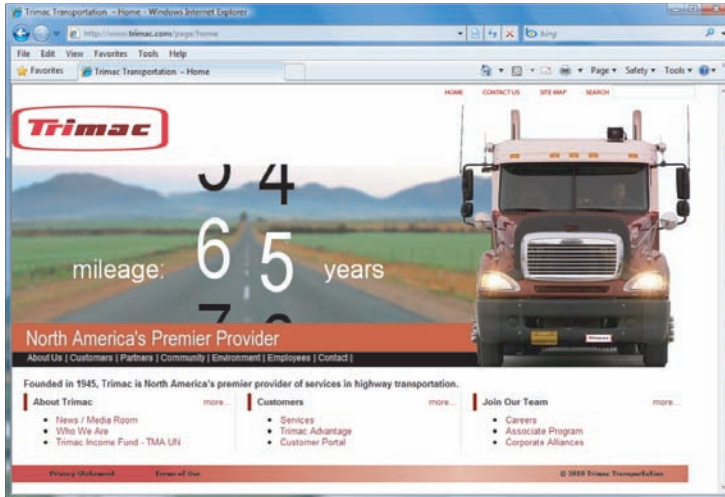 Trimac Transportation - Home - Windows Internet Explorer
http://www.trimac.com/page/home
bing
File Edit View Favorites Tools Help
Favorites Trimac Transportation - Home Page Safety Tools
HOME CONTACT US SITE MAP SEARCH
Trimac
mileage: 65 years
North America's Premier Provider
About Us | Customers | Partners | Community | Environment | Employees | Contact |
Founded in 1945, Trimac is North America's premier provider of services in highway transportation.
About Trimac more...
• News / Media Room
• Who We Are
• Trimac Income Fund - TMA.UN
Customers more...
• Services
• Trimac Advantage
• Customer Portal
Join Our Team more...
• Careers
• Associate Program
• Corporate Alliances
Privacy Statement Terms of Use © 2010 Trimac Transportation